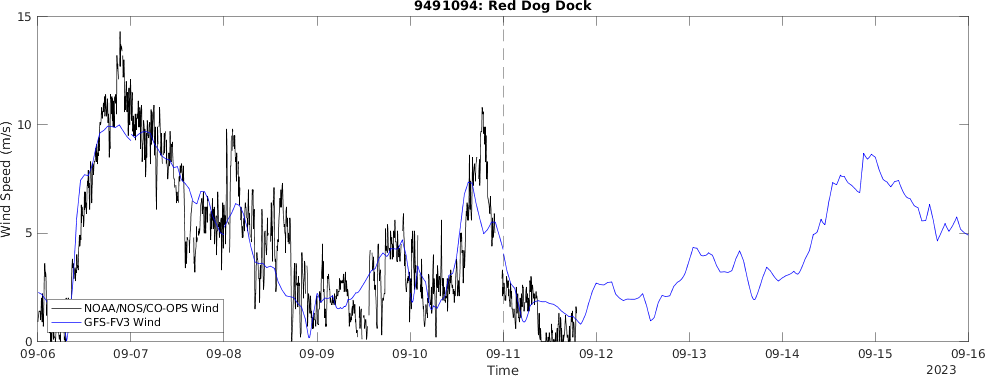 9491094: Red Dog Dock
15
10
5
0
Wind Speed (m/s)
NOAA/NOS/CO-OPS Wind
GFS-FV3 Wind
09-06 09-07 09-08 09-09 09-10 09-11 09-12 09-13 09-14 09-15 09-16
Time
2023